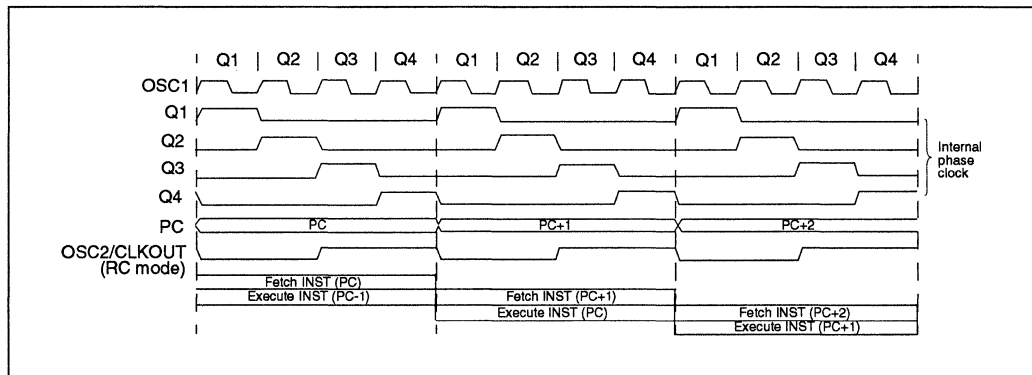 Q1 | Q2 | Q3 | Q4 | Q1 | Q2 | Q3 | Q4 | Q1 | Q2 | Q3 | Q4
OSC1
Q1
Q2
Q3
Q4
Internal
phase
clock
PC PC PC+1 PC+2
OSC2/CLKOUT
(RC mode)
Fetch INST (PC)
Execute INST (PC-1) Fetch INST (PC+1)
Execute INST (PC) Fetch INST (PC+2)
Execute INST (PC+1)